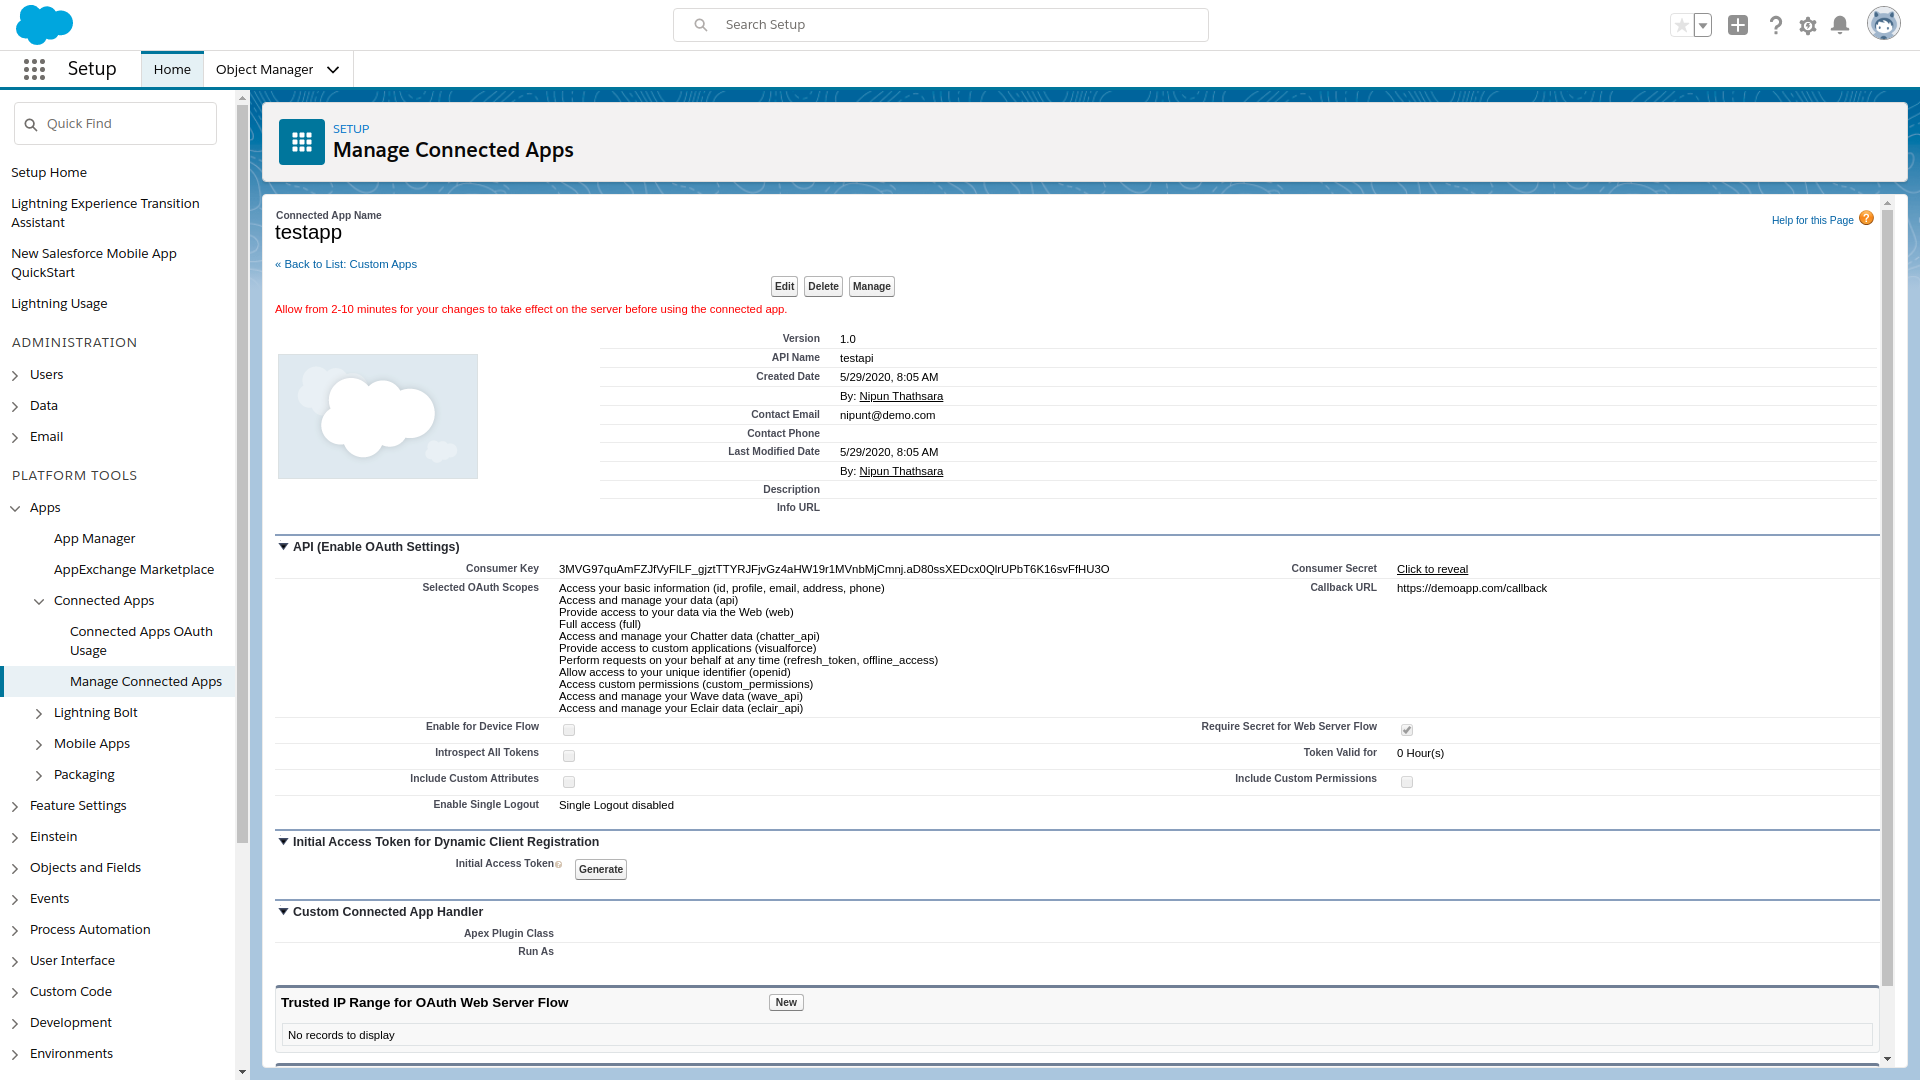 Search Setup
Setup
Home
Object Manager
Quick Find
Setup Home
Lightning Experience Transition
Assistant
New Salesforce Mobile App
QuickStart
Lightning Usage
ADMINISTRATION
Users
Data
Email
PLATFORM TOOLS
Apps
App Manager
AppExchange Marketplace
Connected Apps
Connected Apps OAuth
Usage
Manage Connected Apps
Lightning Bolt
Mobile Apps
Packaging
Feature Settings
Einstein
Objects and Fields
Events
Process Automation
User Interface
Custom Code
Development
Environments
SETUP
Manage Connected Apps
Connected App Name
testapp
Help for this Page
« Back to List: Custom Apps
Edit Delete Manage
Allow from 2-10 minutes for your changes to take effect on the server before using the connected app.
Version 1.0
API Name testapi
Created Date 5/29/2020, 8:05 AM
By: Nipun Thathsara
Contact Email nipunt@demo.com
Contact Phone
Last Modified Date 5/29/2020, 8:05 AM
By: Nipun Thathsara
Description
Info URL
API (Enable OAuth Settings)
Consumer Key 3MVG97quAmFZJfVyFlLF_gjztTTYRJFjvGz4aHW19r1MVnbMjCmnj.aD80ssXEDcx0QlrUPbT6K16svFfHU3O Consumer Secret Click to reveal
Selected OAuth Scopes Access your basic information (id, profile, email, address, phone) Callback URL https://demoapp.com/callback
Access and manage your data (api)
Provide access to your data via the Web (web)
Full access (full)
Access and manage your Chatter data (chatter_api)
Provide access to custom applications (visualforce)
Perform requests on your behalf at any time (refresh_token, offline_access)
Allow access to your unique identifier (openid)
Access custom permissions (custom_permissions)
Access and manage your Wave data (wave_api)
Access and manage your Eclair data (eclair_api)
Enable for Device Flow Require Secret for Web Server Flow
Introspect All Tokens Token Valid for 0 Hour(s)
Include Custom Attributes Include Custom Permissions
Enable Single Logout Single Logout disabled
Initial Access Token for Dynamic Client Registration
Initial Access Token Generate
Custom Connected App Handler
Apex Plugin Class
Run As
Trusted IP Range for OAuth Web Server Flow New
No records to display